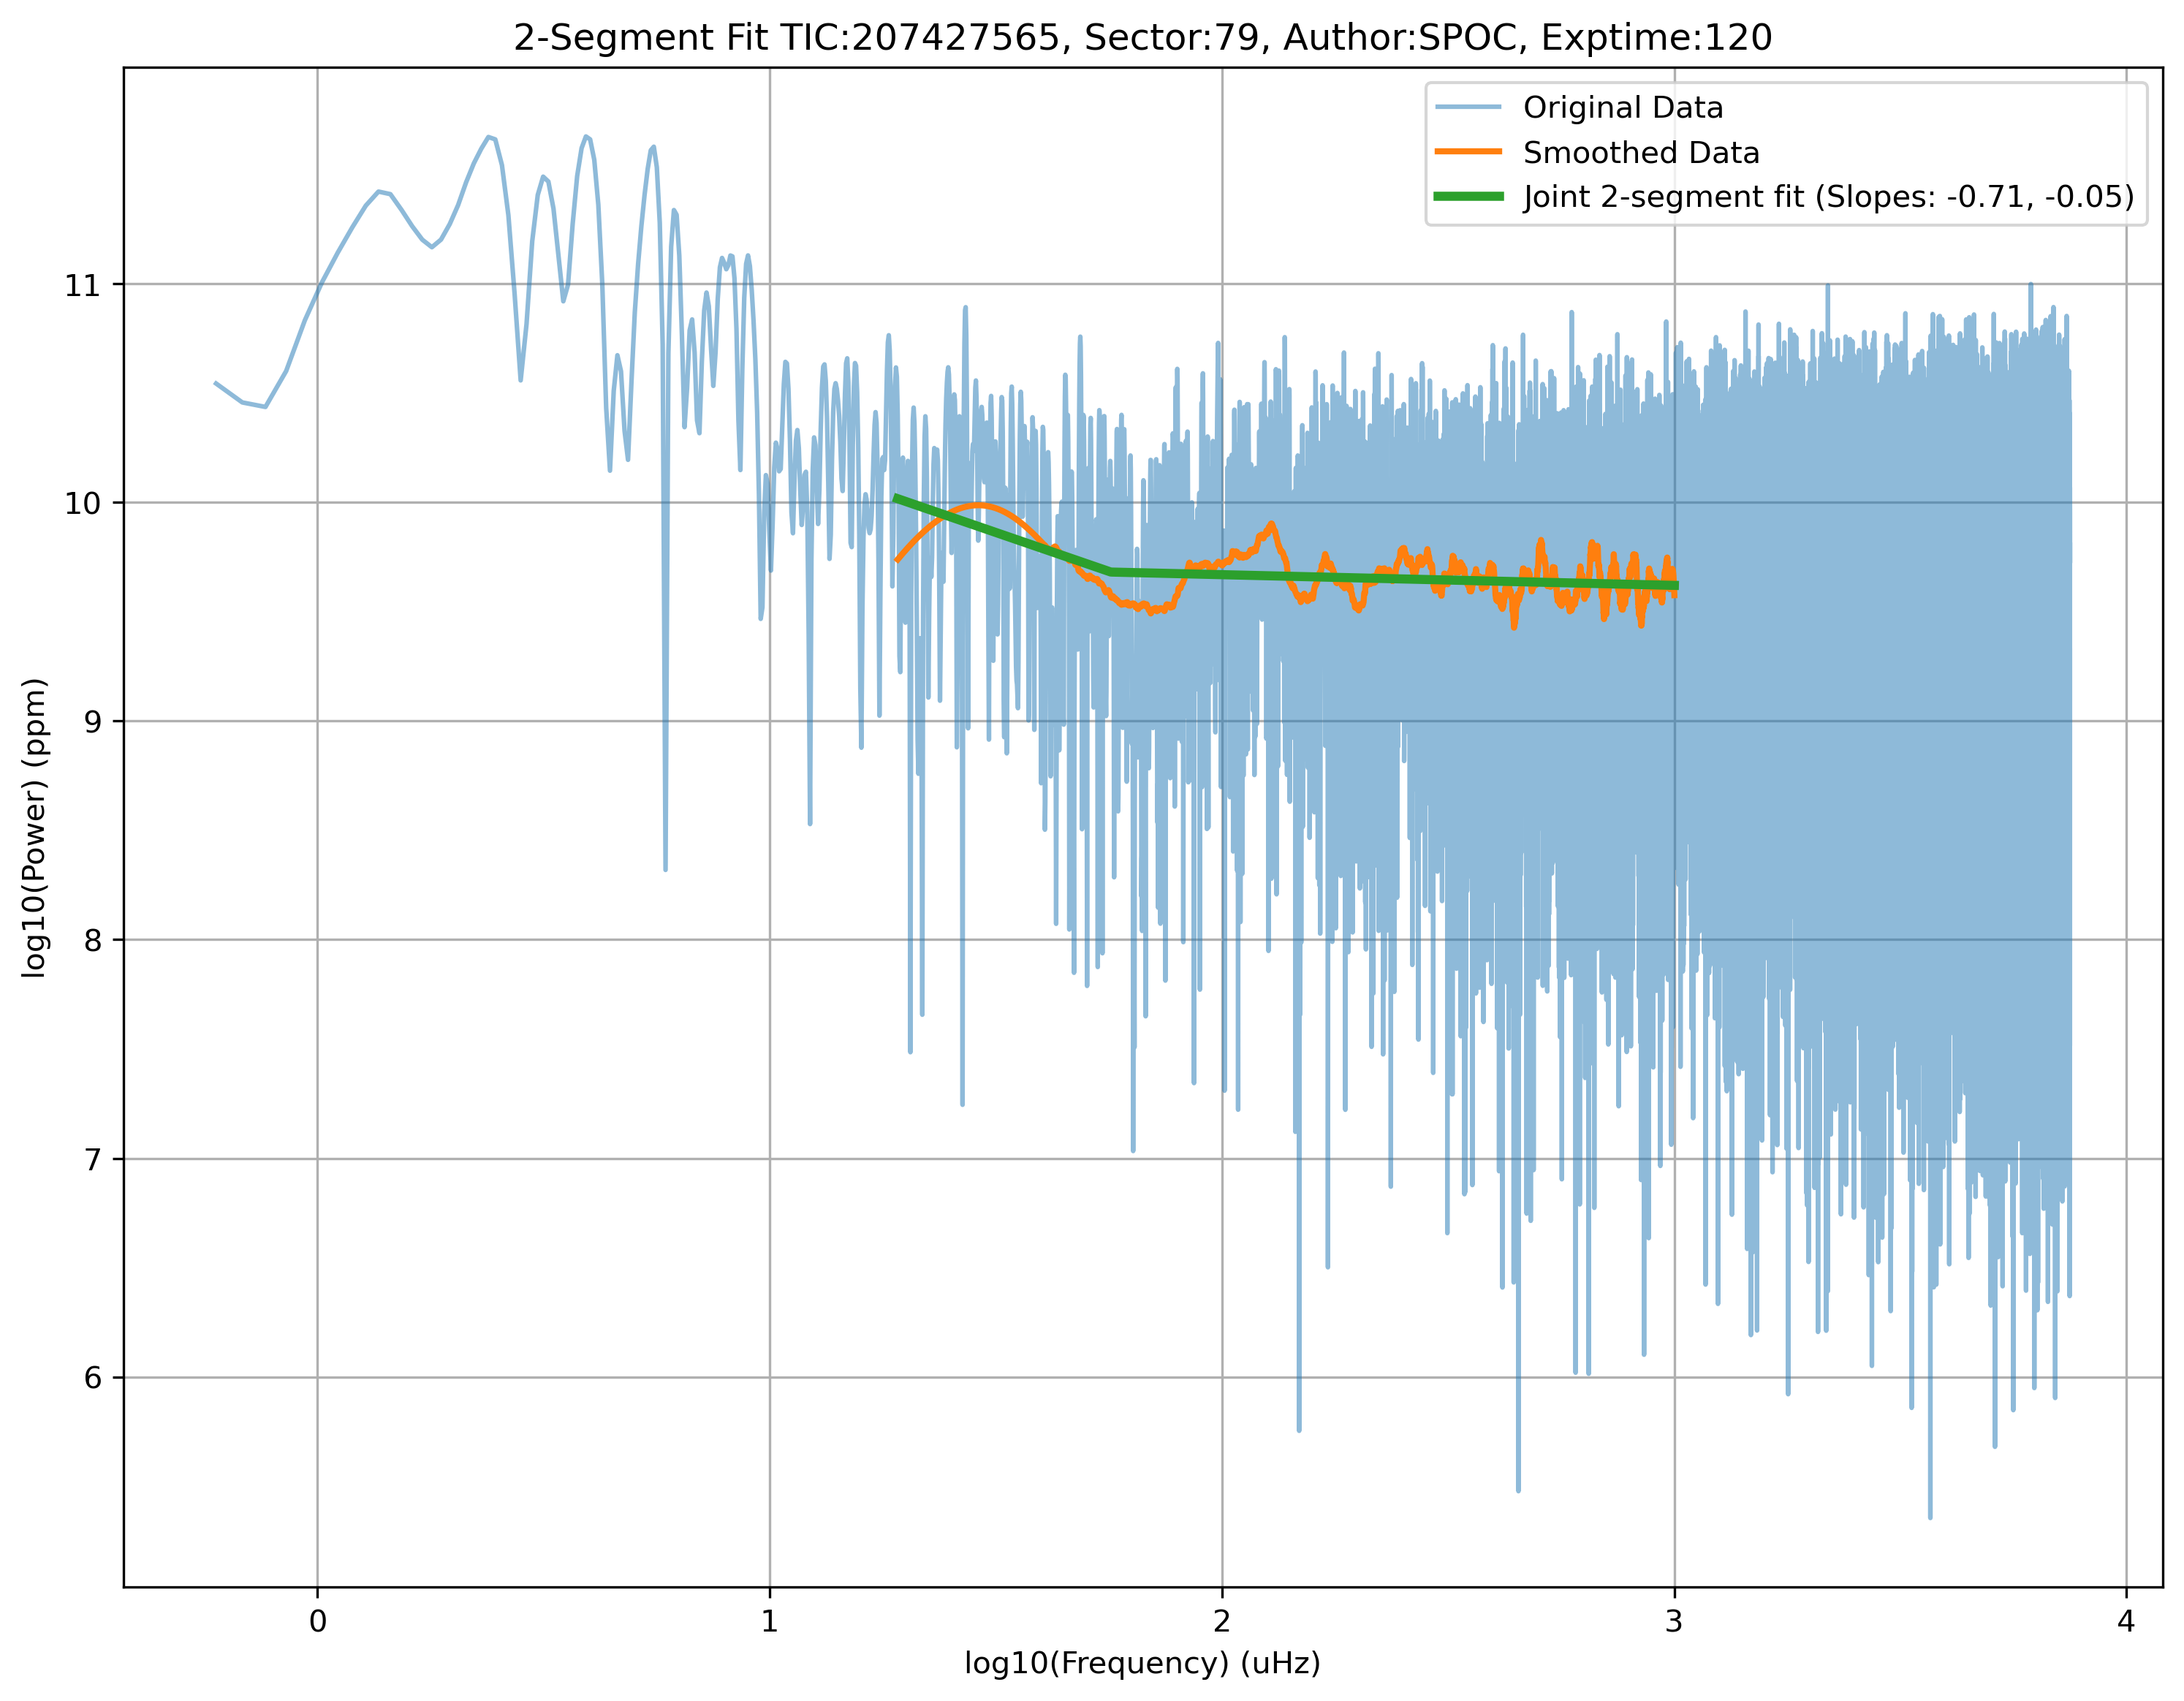 2-Segment Fit TIC:207427565, Sector:79, Author:SPOC, Exptime:120
Original Data
Smoothed Data
Joint 2-segment fit (Slopes: -0.71, -0.05)
11
10
9
8
7
6
log10(Power) (ppm)
0 1 2 3 4
log10(Frequency) (uHz)